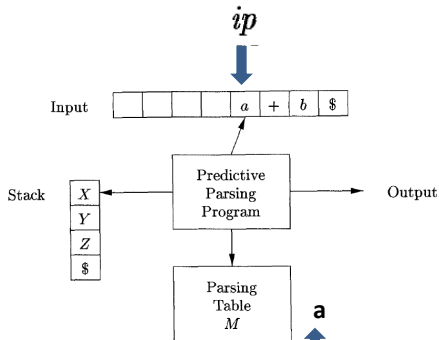 ip
Input a + b $
Predictive
Parsing
Program
Stack X
Y
Z
$
Output
Parsing
Table
M
a